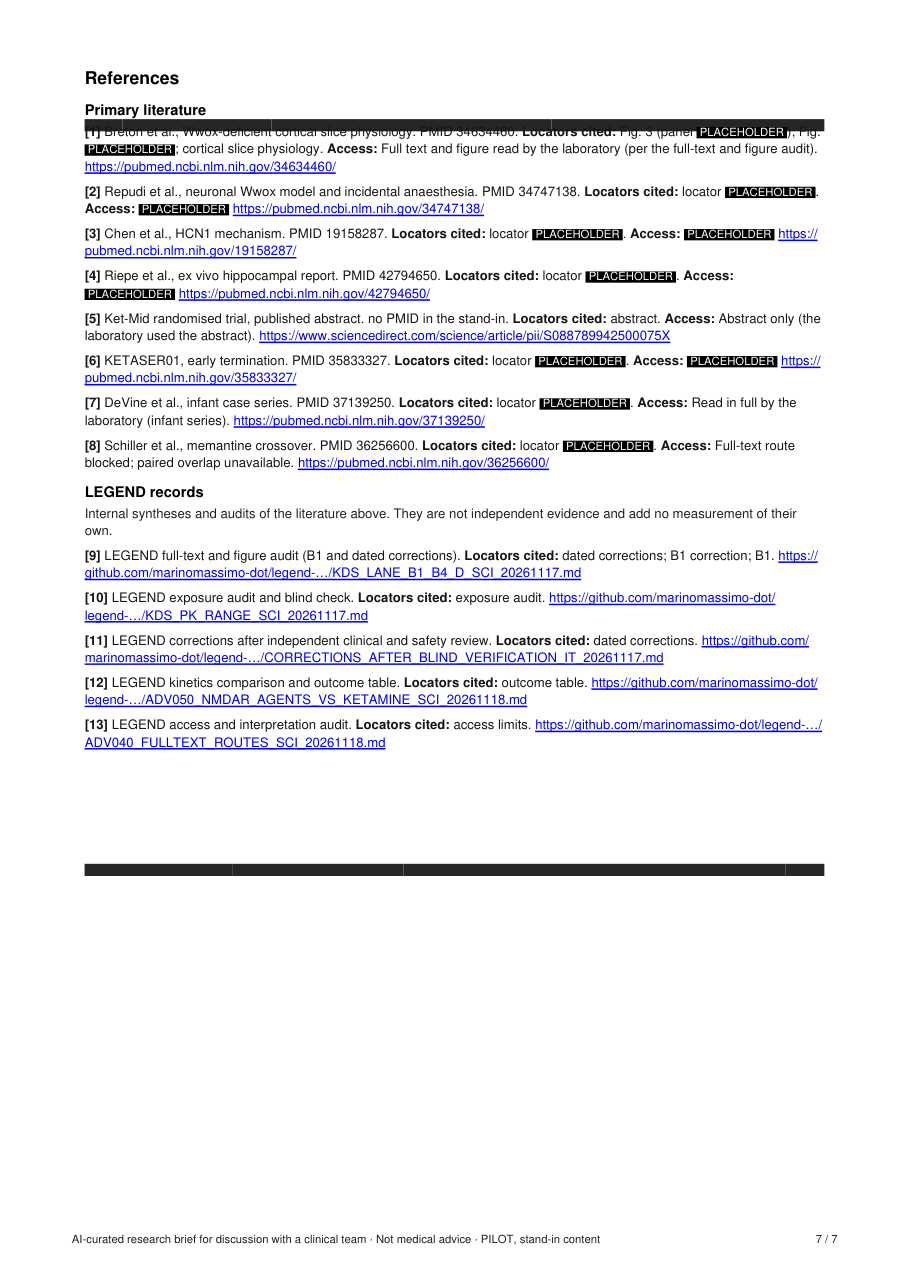 References
Primary literature
[1] Breton et al., Wwox-deficient cortical slice physiology. PMID 34634460. Locators cited: Fig. 3 (panel PLACEHOLDER), Fig.
PLACEHOLDER; cortical slice physiology. Access: Full text and figure read by the laboratory (per the full-text and figure audit).
https://pubmed.ncbi.nlm.nih.gov/34634460/
[2] Repudi et al., neuronal Wwox model and incidental anaesthesia. PMID 34747138. Locators cited: locator PLACEHOLDER.
Access: PLACEHOLDER https://pubmed.ncbi.nlm.nih.gov/34747138/
[3] Chen et al., HCN1 mechanism. PMID 19158287. Locators cited: locator PLACEHOLDER. Access: PLACEHOLDER https://
pubmed.ncbi.nlm.nih.gov/19158287/
[4] Riepe et al., ex vivo hippocampal report. PMID 42794650. Locators cited: locator PLACEHOLDER. Access:
PLACEHOLDER https://pubmed.ncbi.nlm.nih.gov/42794650/
[5] Ket-Mid randomised trial, published abstract. no PMID in the stand-in. Locators cited: abstract. Access: Abstract only (the
laboratory used the abstract). https://www.sciencedirect.com/science/article/pii/S088789942500075X
[6] KETASER01, early termination. PMID 35833327. Locators cited: locator PLACEHOLDER. Access: PLACEHOLDER https://
pubmed.ncbi.nlm.nih.gov/35833327/
[7] DeVine et al., infant case series. PMID 37139250. Locators cited: locator PLACEHOLDER. Access: Read in full by the
laboratory (infant series). https://pubmed.ncbi.nlm.nih.gov/37139250/
[8] Schiller et al., memantine crossover. PMID 36256600. Locators cited: locator PLACEHOLDER. Access: Full-text route
blocked; paired overlap unavailable. https://pubmed.ncbi.nlm.nih.gov/36256600/
LEGEND records
Internal syntheses and audits of the literature above. They are not independent evidence and add no measurement of their
own.
[9] LEGEND full-text and figure audit (B1 and dated corrections). Locators cited: dated corrections; B1 correction; B1. https://
github.com/marinomassimo-dot/legend-…/KDS_LANE_B1_B4_D_SCI_20261117.md
[10] LEGEND exposure audit and blind check. Locators cited: exposure audit. https://github.com/marinomassimo-dot/
legend-…/KDS_PK_RANGE_SCI_20261117.md
[11] LEGEND corrections after independent clinical and safety review. Locators cited: dated corrections. https://github.com/
marinomassimo-dot/legend-…/CORRECTIONS_AFTER_BLIND_VERIFICATION_IT_20261117.md
[12] LEGEND kinetics comparison and outcome table. Locators cited: outcome table. https://github.com/marinomassimo-dot/
legend-…/ADV050_NMDAR_AGENTS_VS_KETAMINE_SCI_20261118.md
[13] LEGEND access and interpretation audit. Locators cited: access limits. https://github.com/marinomassimo-dot/legend-…/
ADV040_FULLTEXT_ROUTES_SCI_20261118.md
AI-curated research brief for discussion with a clinical team · Not medical advice · PILOT, stand-in content
7 / 7